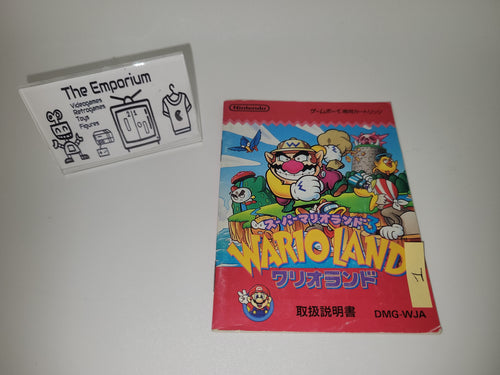 The Emporium
Videogames
Retrogames
Toys
Figures
Nintendo
ゲームボーイ専用カートリッジ
スーパーマリオランド3
WARIO LAND
ワリオランド
取扱説明書 DMG-WJA